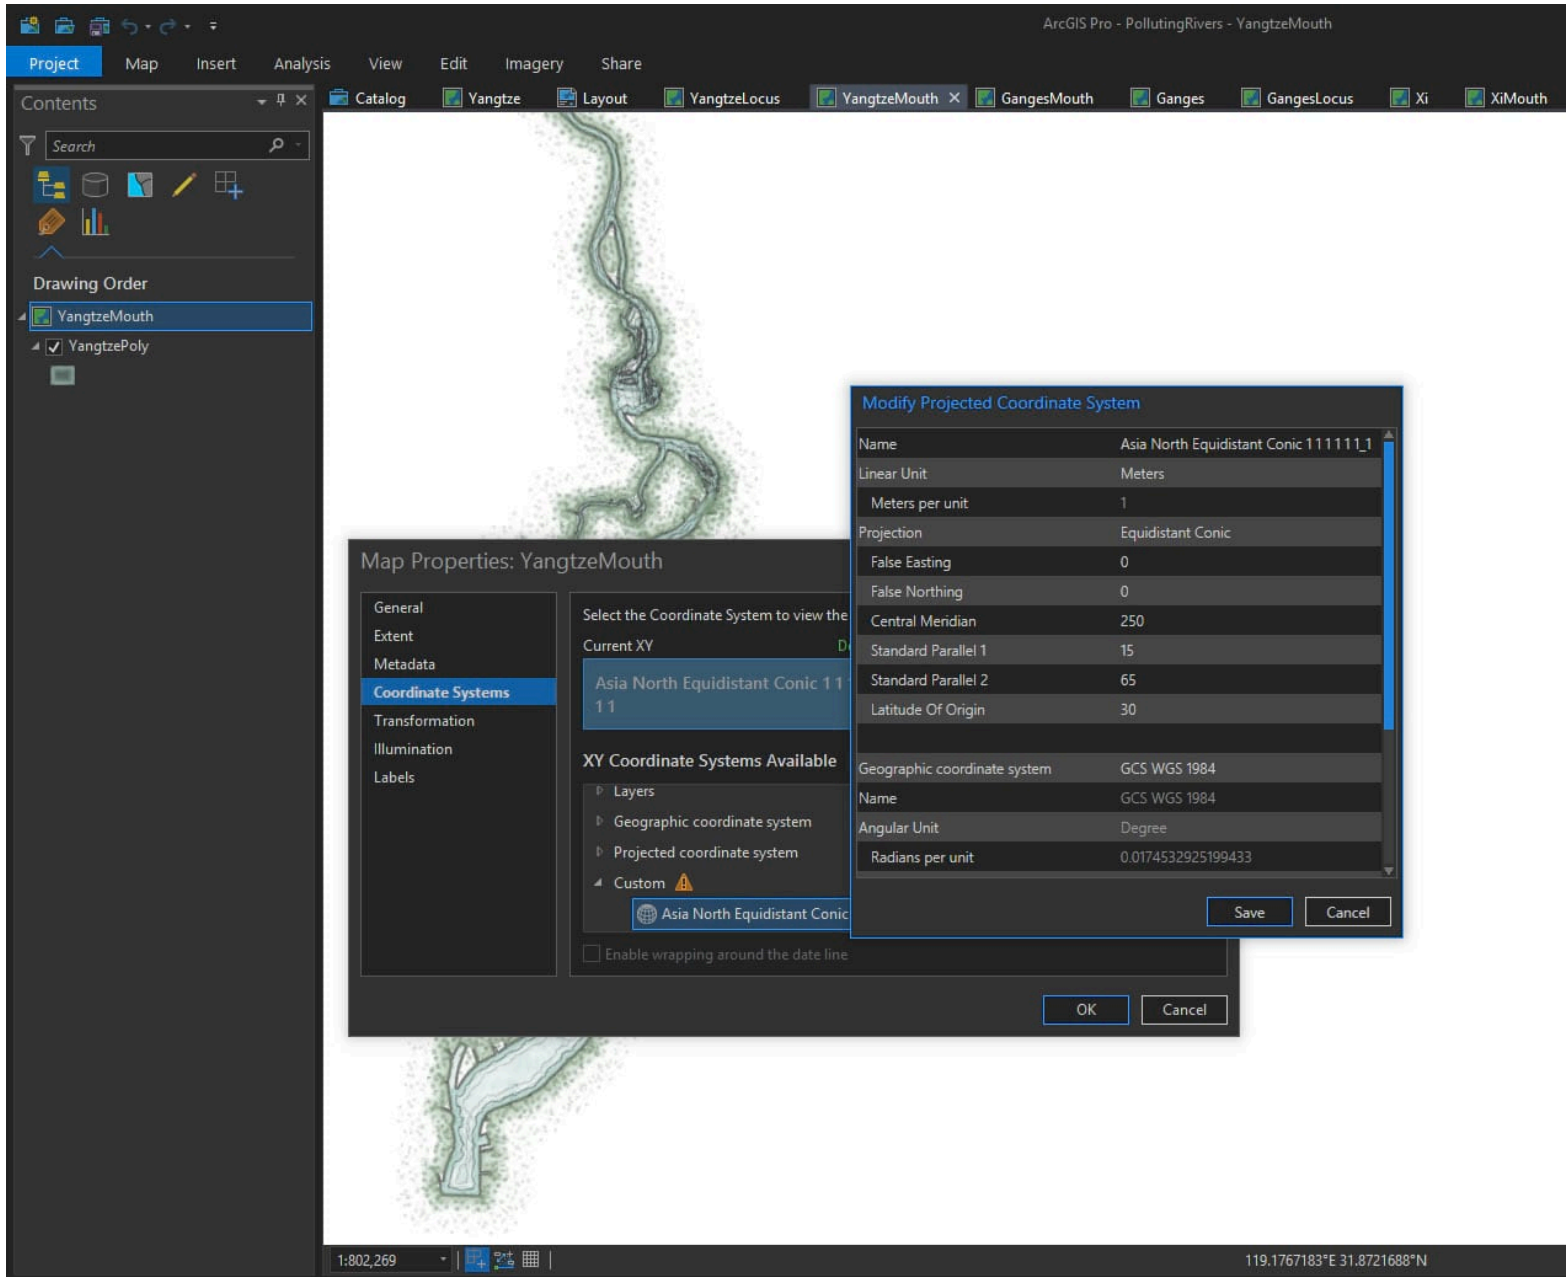 ArcGIS Pro - PollutingRivers - YangtzeMouth
Project Map Insert Analysis View Edit Imagery Share
Contents
Catalog Yangtze Layout YangtzeLocus YangtzeMouth GangesMouth Ganges GangesLocus Xi XiMouth
Search
Drawing Order
YangtzeMouth
YangtzePoly
Modify Projected Coordinate System
Name Asia North Equidistant Conic 111111_1
Linear Unit Meters
Meters per unit 1
Projection Equidistant Conic
False Easting 0
False Northing 0
Central Meridian 250
Standard Parallel 1 15
Standard Parallel 2 65
Latitude Of Origin 30
Geographic coordinate system GCS WGS 1984
Name GCS WGS 1984
Angular Unit Degree
Radians per unit 0.0174532925199433
Save Cancel
Map Properties: YangtzeMouth
General
Extent
Metadata
Coordinate Systems
Transformation
Illumination
Labels
Select the Coordinate System to view the
Current XY
Asia North Equidistant Conic 11
11
XY Coordinate Systems Available
Layers
Geographic coordinate system
Projected coordinate system
Custom
Asia North Equidistant Conic
Enable wrapping around the date line
OK Cancel
1:802,269
119.1767183°E 31.8721688°N